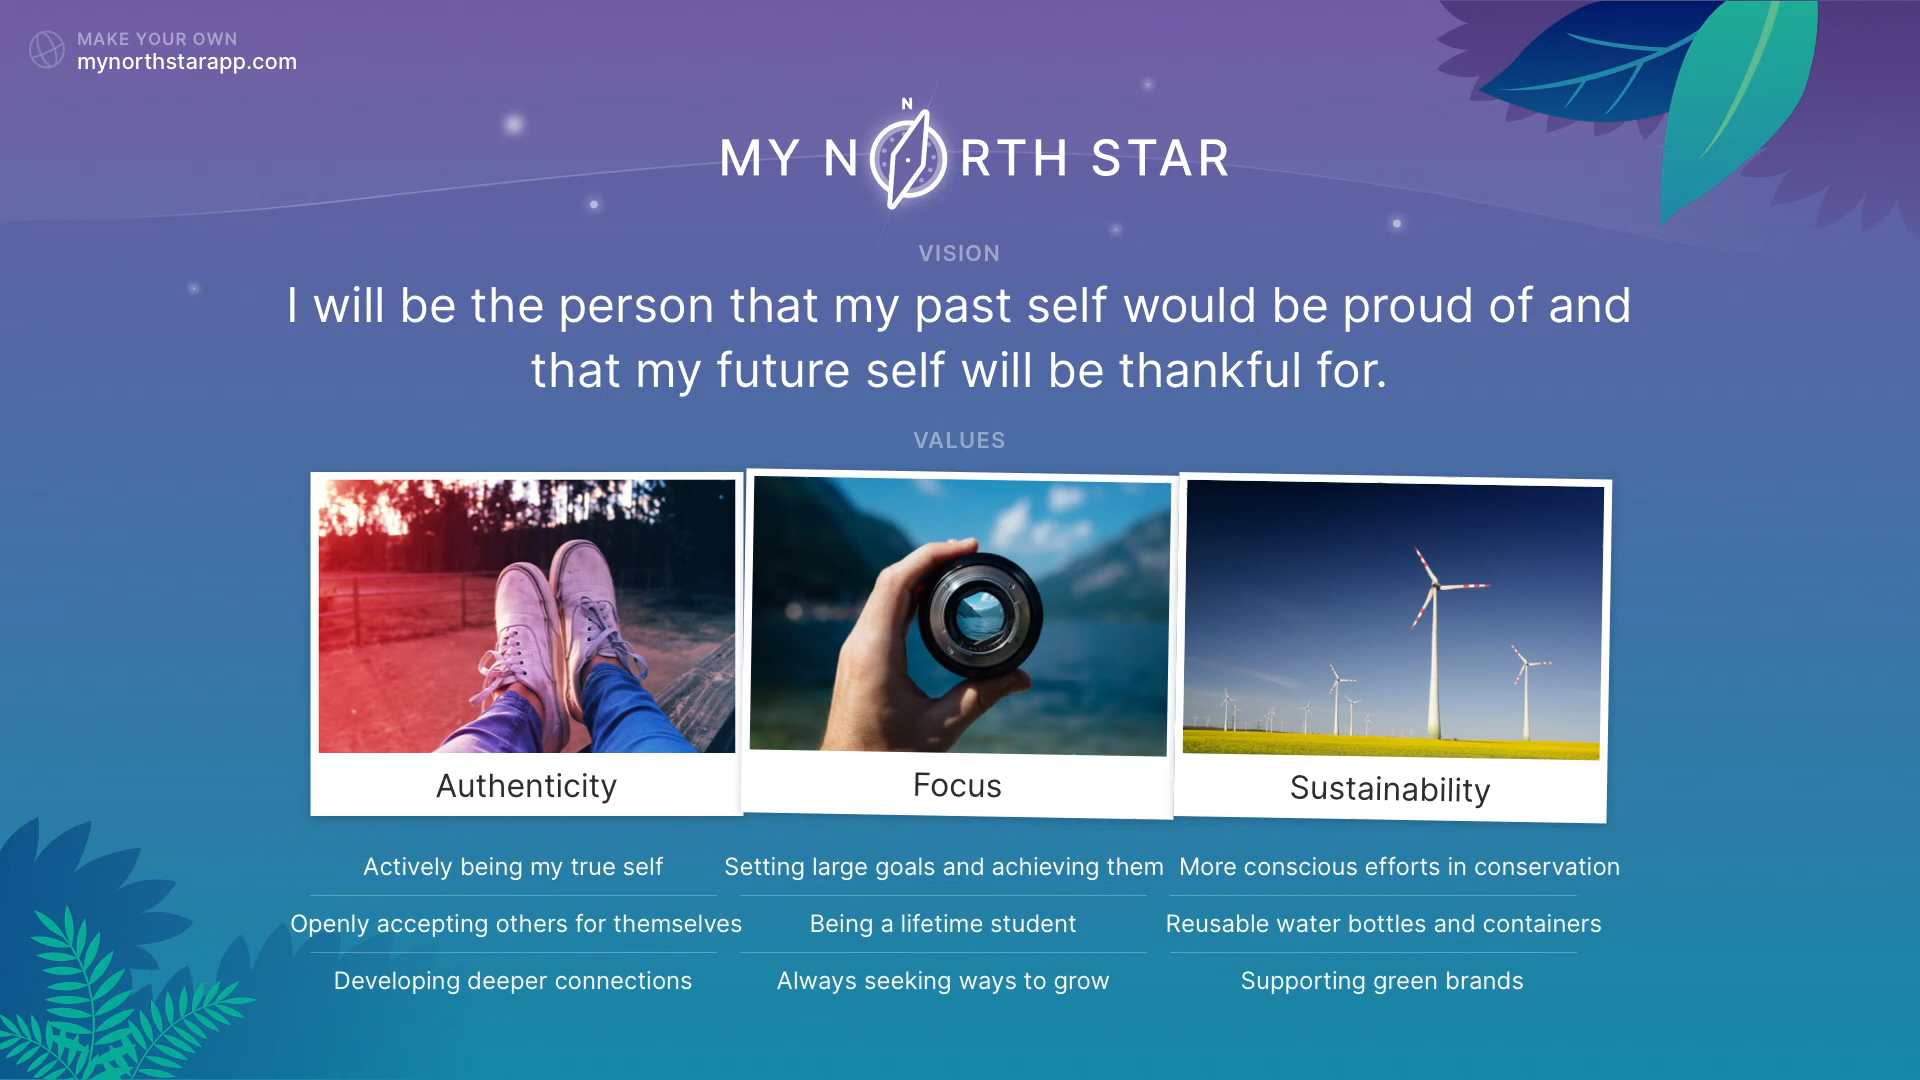 MAKE YOUR OWN
mynorthstarapp.com
N
MY NORTH STAR
VISION
I will be the person that my past self would be proud of and
that my future self will be thankful for.
VALUES
Authenticity
Focus
Sustainability
Actively being my true self
Setting large goals and achieving them
More conscious efforts in conservation
Openly accepting others for themselves
Being a lifetime student
Reusable water bottles and containers
Developing deeper connections
Always seeking ways to grow
Supporting green brands